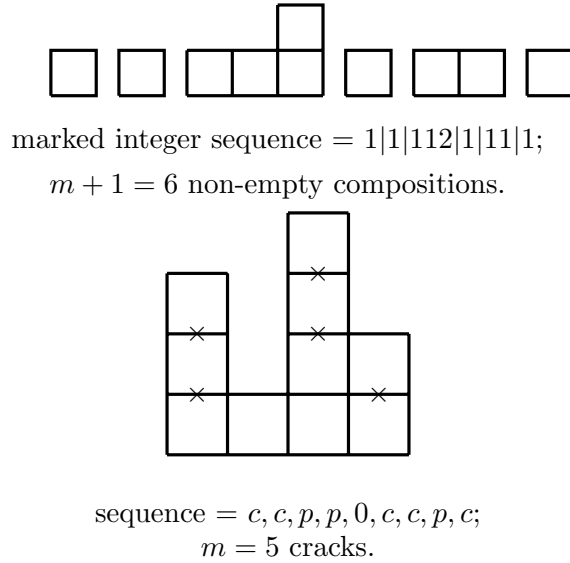 marked integer sequence = 1|1|112|1|11|1;
m + 1 = 6 non-empty compositions.
sequence = c, c, p, p, 0, c, c, p, c;
m = 5 cracks.